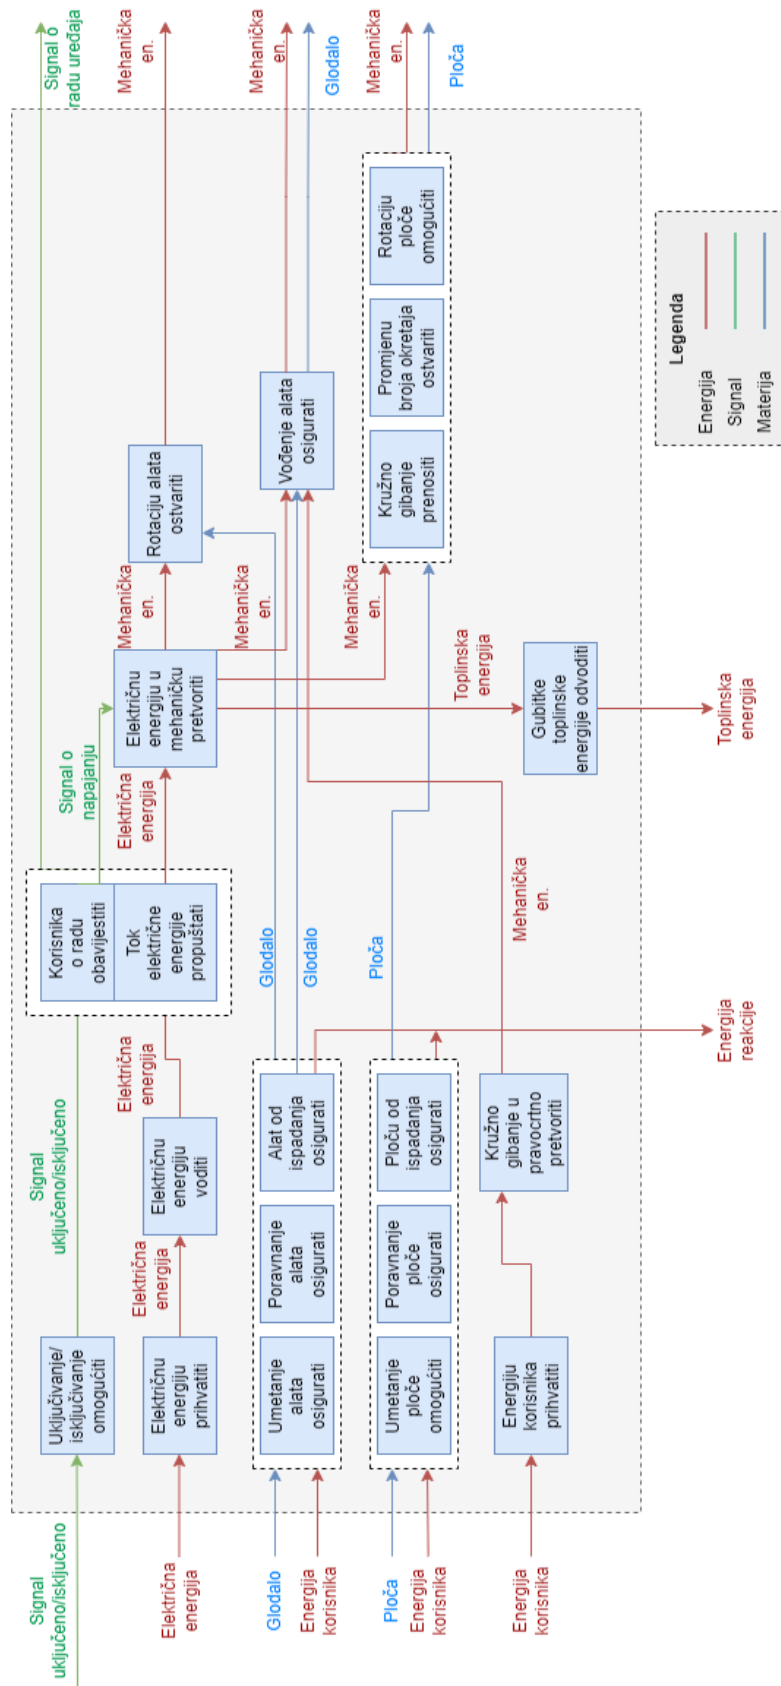 Signal
uključeno/isključeno
Električna
energija
Glodalo
Energija
korisnika
Ploča
Energija
korisnika
Energija
korisnika
Uključivanje/
isključivanje
omogućiti
Električnu
energiju
prihvatiti
Umetanje
alata
osigurati
Umetanje
ploče
omogućiti
Energiju
korisnika
prihvatiti
Signal
uključeno/isključeno
Električna
energija
Električnu
energiju
voditi
Poravnanje
alata
osigurati
Poravnanje
ploče
osigurati
Alat od
ispadanja
osigurati
Ploču od
ispadanja
osigurati
Kružno
gibanje u
pravocrtno
pretvoriti
Električna
energija
Energija
reakcije
Korisnika
o radu
obavijestiti
Tok
električne
energije
propuštati
Glodalo
Glodalo
Ploča
Mehanička
en.
Signal o
napajanju
Električna
energija
Električnu
energiju u
mehaničku
pretvoriti
Toplinska
energija
Gubitke
toplinske
energije odvoditi
Toplinska
energija
Mehanička
en.
Mehanička
en.
Mehanička
en.
Rotaciju alata
ostvariti
Vođenje alata
osigurati
Kružno
gibanje
prenositi
Promjenu
broja okretaja
ostvariti
Rotaciju
ploče
omogućiti
Signal o
radu uređaja
Mehanička
en.
Mehanička
en.
Glodalo
Mehanička
en.
Ploča
Legenda
Energija
Signal
Materija